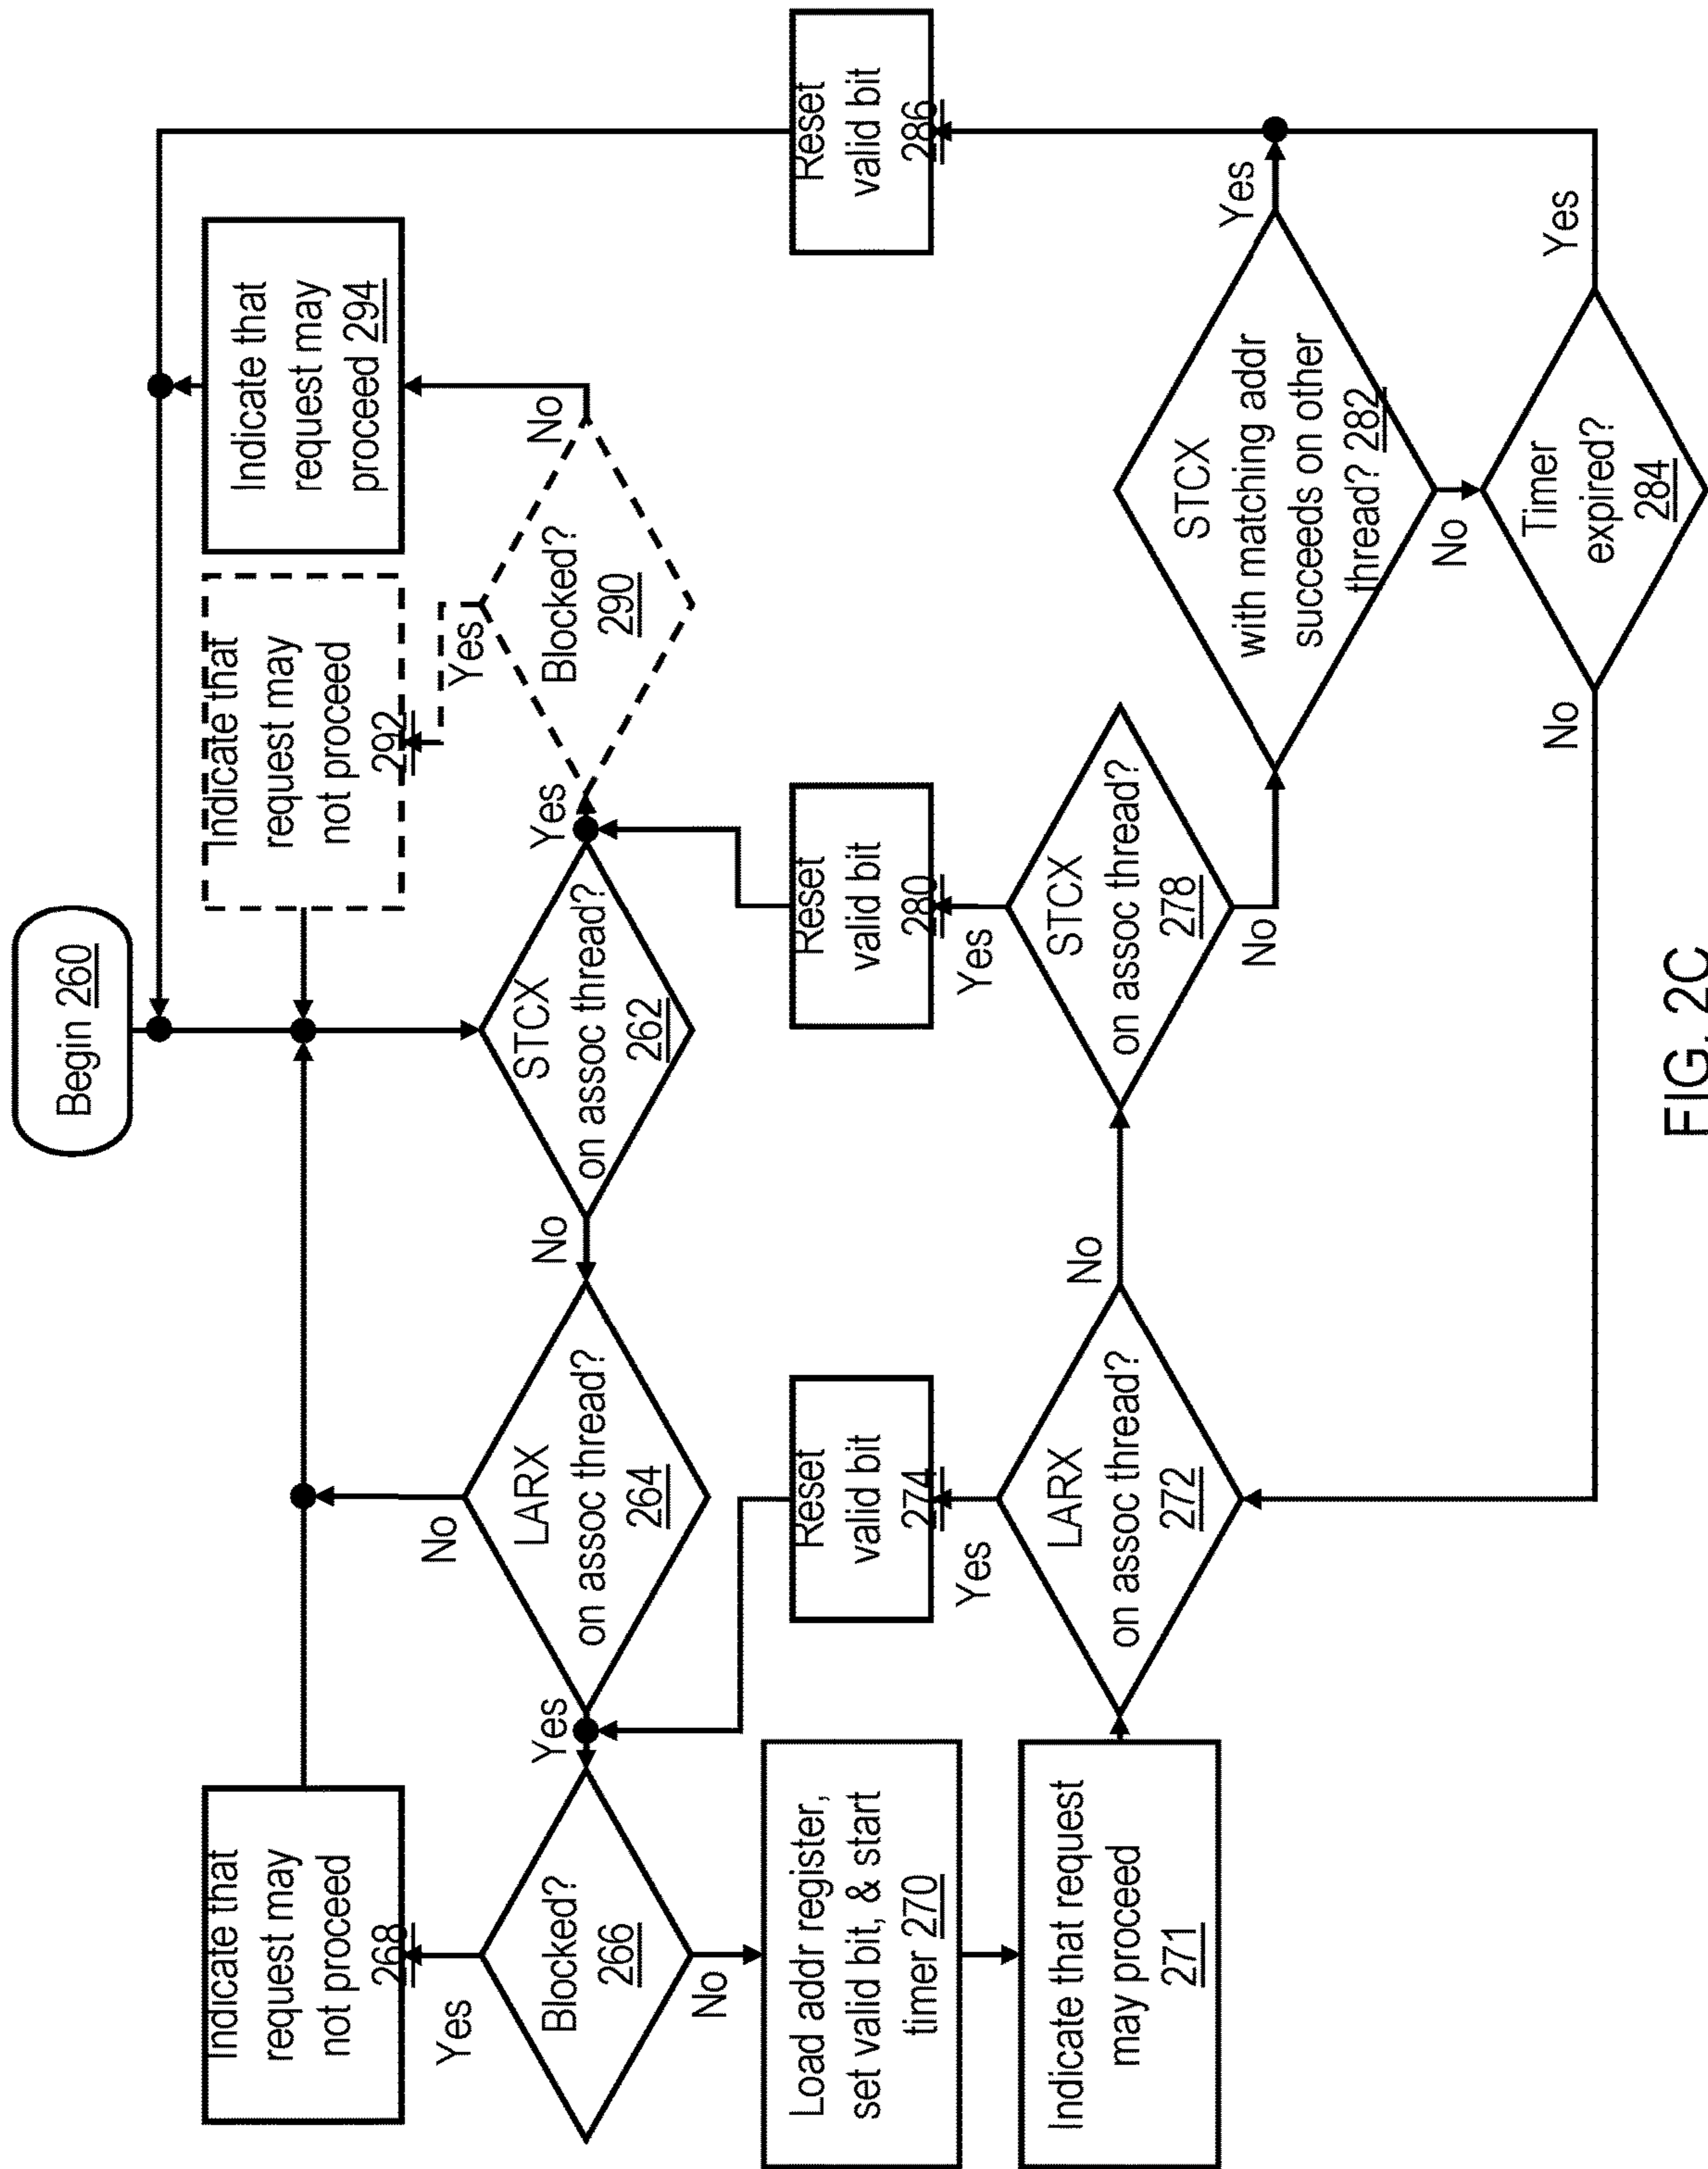 Begin 260
Indicate that
request may
not proceed
268
Indicate that
request may
not proceed
292
Indicate that
request may
proceed 294
Blocked?
266
Yes
No
Yes
LARX
on assoc thread?
264
No
No
STCX
on assoc thread?
262
Yes
Blocked?
290
Yes
No
Load addr register,
set valid bit, & start
timer 270
Reset
valid bit
274
Reset
valid bit
280
Reset
valid bit
286
Indicate that request
may proceed
271
LARX
on assoc thread?
272
Yes
No
STCX
on assoc thread?
278
Yes
No
STCX
with matching addr
succeeds on other
thread? 282
Yes
No
Timer
expired?
284
Yes
No
FIG. 2C